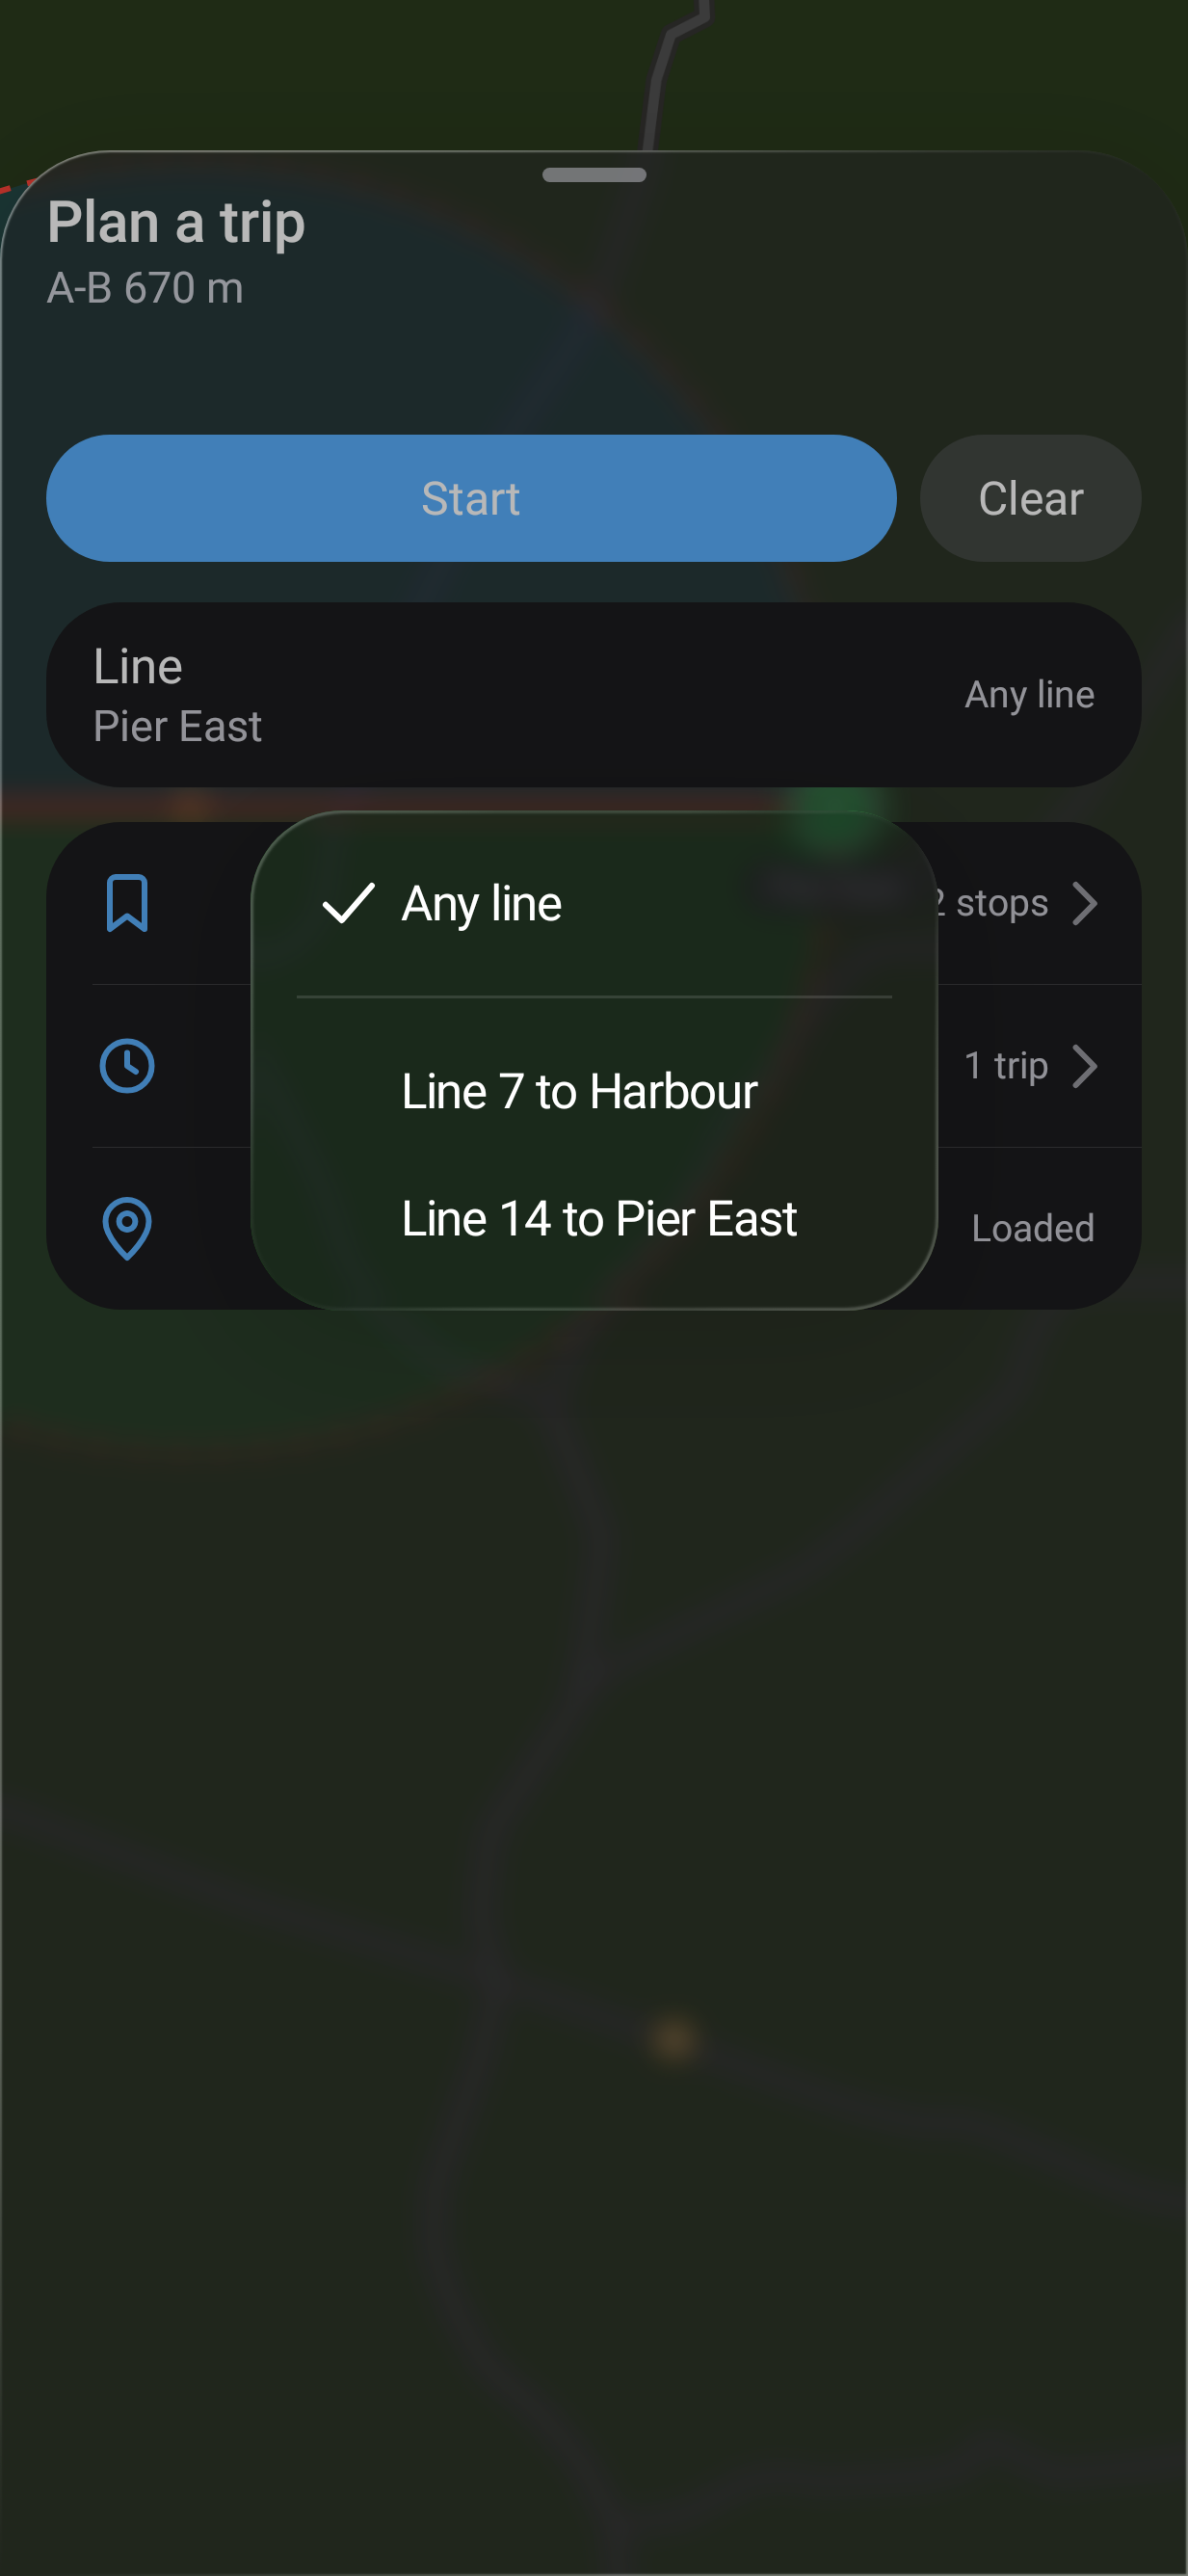 Plan a trip
A-B 670 m
Start
Clear
Line
Pier East
Any line
Any line
stops
Line 7 to Harbour
1 trip
Line 14 to Pier East
Loaded